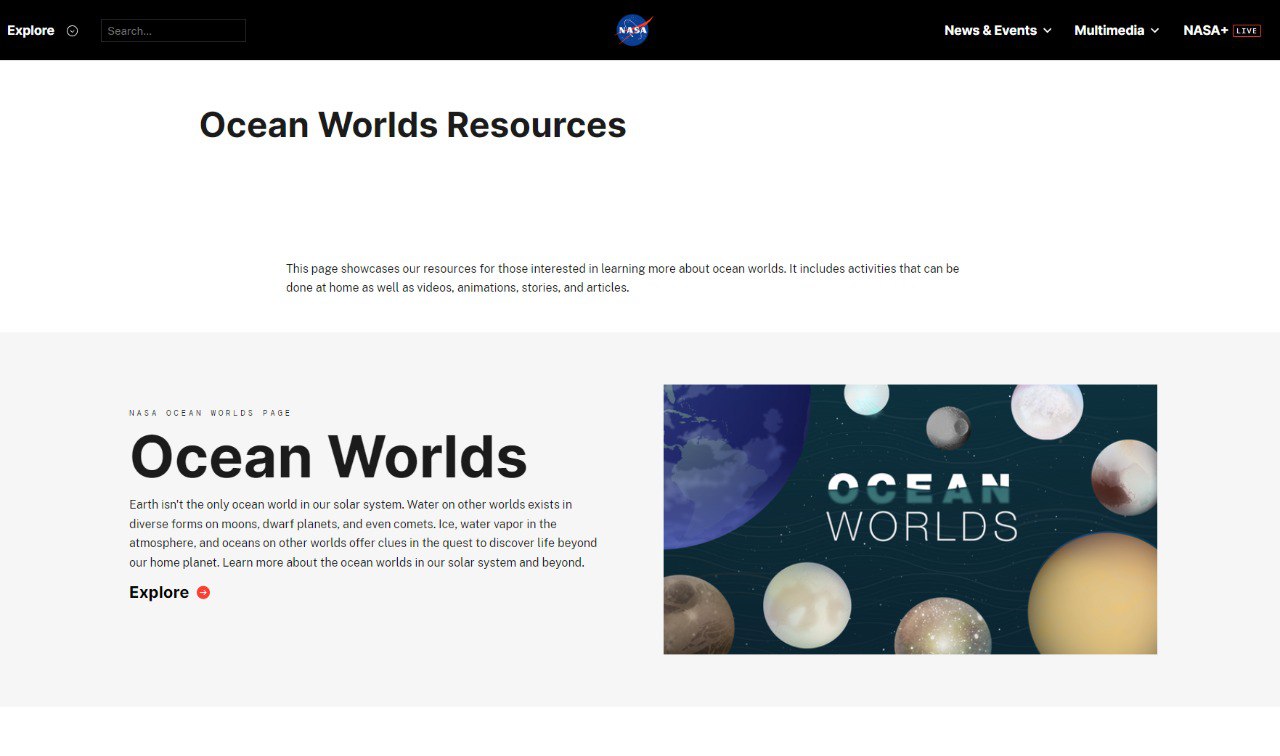 Explore
Search...
NASA
News & Events
Multimedia
NASA+ LIVE
Ocean Worlds Resources
This page showcases our resources for those interested in learning more about ocean worlds. It includes activities that can be
done at home as well as videos, animations, stories, and articles.
NASA OCEAN WORLDS PAGE
Ocean Worlds
Earth isn't the only ocean world in our solar system. Water on other worlds exists in
diverse forms on moons, dwarf planets, and even comets. Ice, water vapor in the
atmosphere, and oceans on other worlds offer clues in the quest to discover life beyond
our home planet. Learn more about the ocean worlds in our solar system and beyond.
Explore
OCEAN
WORLDS